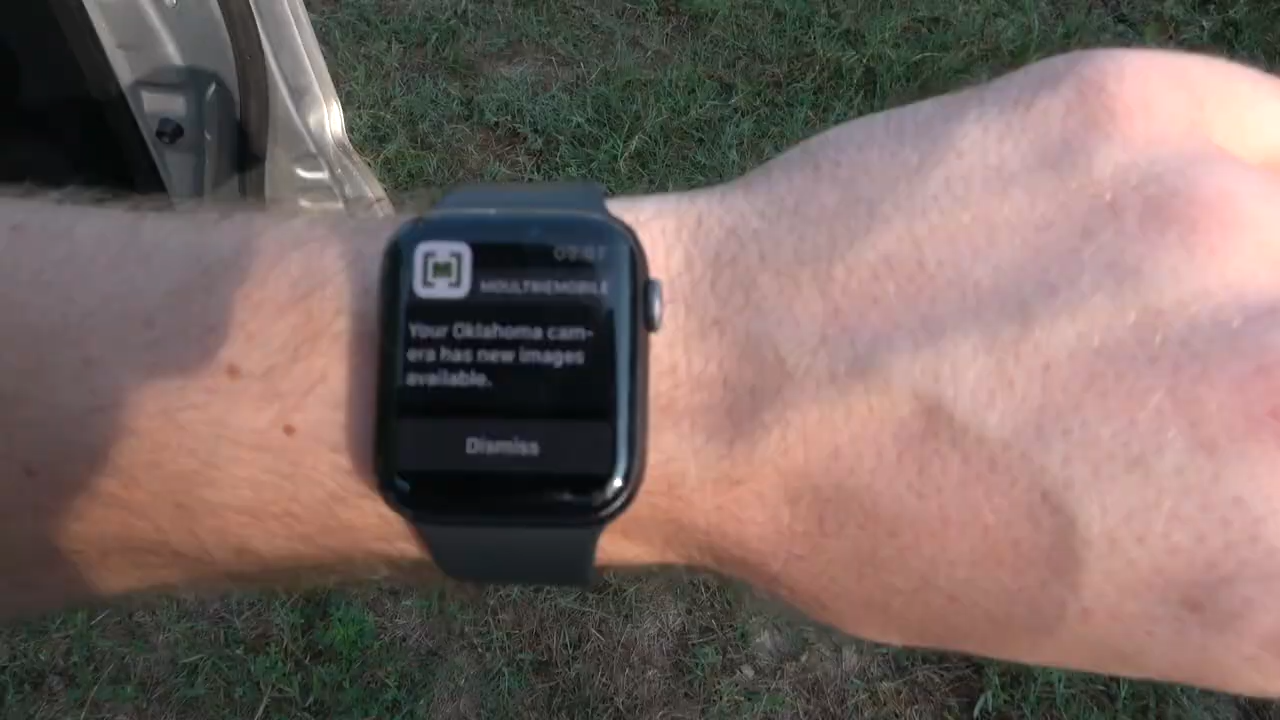 M
MOULTRIEMOBILE
Your Oklahoma cam-
era has new images
available.
Dismiss